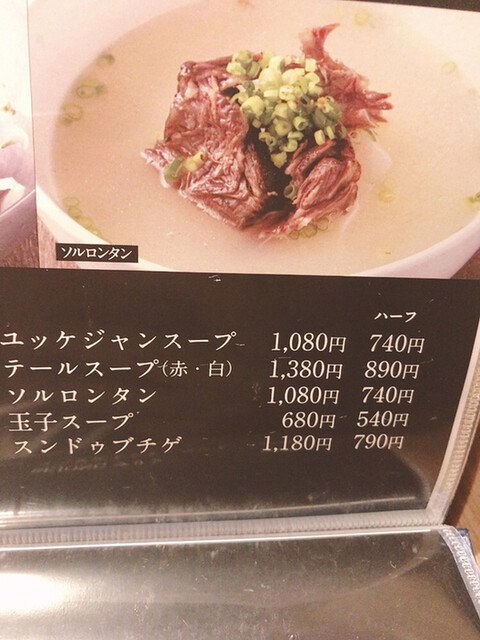 ソルロンタン
ハーフ
ユッケジャンスープ 1,080円 740円
テールスープ(赤・白) 1,380円 890円
ソルロンタン 1,080円 740円
玉子スープ 680円 540円
スンドゥブチゲ 1,180円 790円